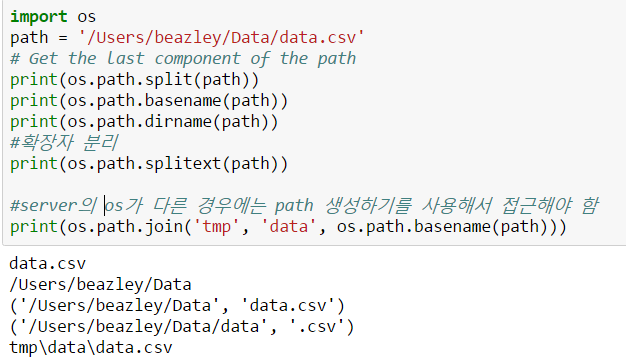 import os
path = '/Users/beazley/Data/data.csv'
# Get the last component of the path
print(os.path.split(path))
print(os.path.basename(path))
print(os.path.dirname(path))
#확장자 분리
print(os.path.splitext(path))
#server의 os가 다른 경우에는 path 생성하기를 사용해서 접근해야 함
print(os.path.join('tmp', 'data', os.path.basename(path)))
data.csv
/Users/beazley/Data
('/Users/beazley/Data', 'data.csv')
('/Users/beazley/Data/data', '.csv')
tmp\data\data.csv